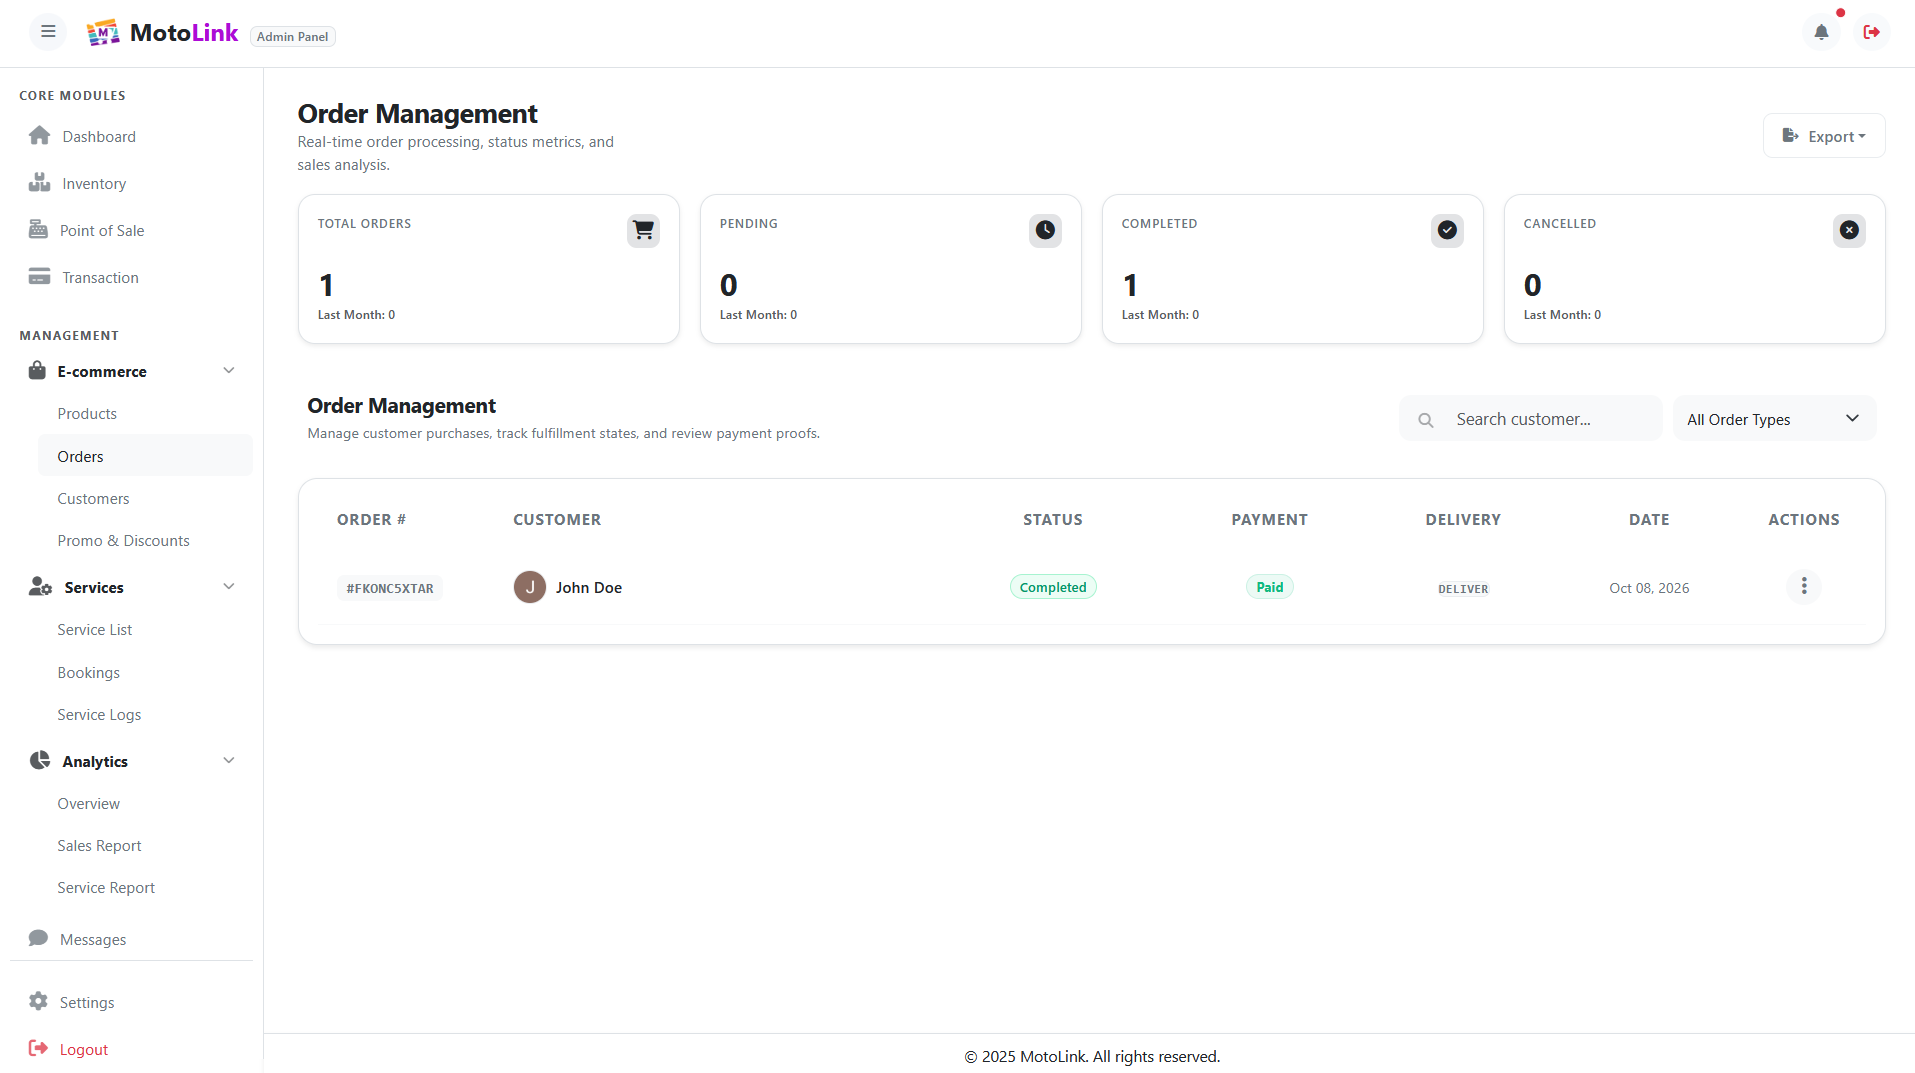 MotoLink Admin Panel
CORE MODULES
Dashboard
Inventory
Point of Sale
Transaction
MANAGEMENT
E-commerce
Products
Orders
Customers
Promo & Discounts
Services
Service List
Bookings
Service Logs
Analytics
Overview
Sales Report
Service Report
Messages
Settings
Logout
Order Management
Real-time order processing, status metrics, and
sales analysis.
Export
TOTAL ORDERS
1
Last Month: 0
PENDING
0
Last Month: 0
COMPLETED
1
Last Month: 0
CANCELLED
0
Last Month: 0
Order Management
Manage customer purchases, track fulfillment states, and review payment proofs.
Search customer...
All Order Types
ORDER # CUSTOMER STATUS PAYMENT DELIVERY DATE ACTIONS
#FKONC5XTAR J John Doe Completed Paid DELIVER Oct 08, 2026
© 2025 MotoLink. All rights reserved.